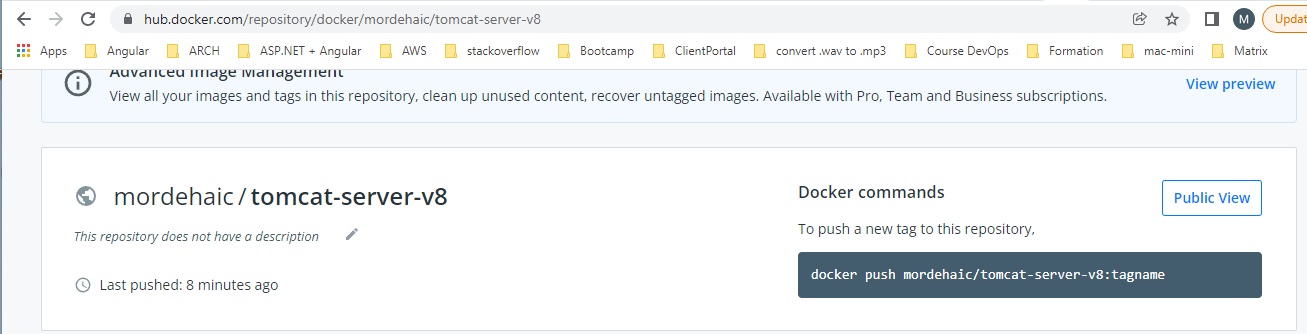 hub.docker.com/repository/docker/mordehaic/tomcat-server-v8
M
Updat
Apps Angular ARCH ASP.NET + Angular AWS stackoverflow Bootcamp ClientPortal convert .wav to .mp3 Course DevOps Formation mac-mini Matrix
Advanced Image Management
View all your images and tags in this repository, clean up unused content, recover untagged images. Available with Pro, Team and Business subscriptions.
View preview
mordehaic / tomcat-server-v8
This repository does not have a description
Last pushed: 8 minutes ago
Docker commands
Public View
To push a new tag to this repository,
docker push mordehaic/tomcat-server-v8:tagname